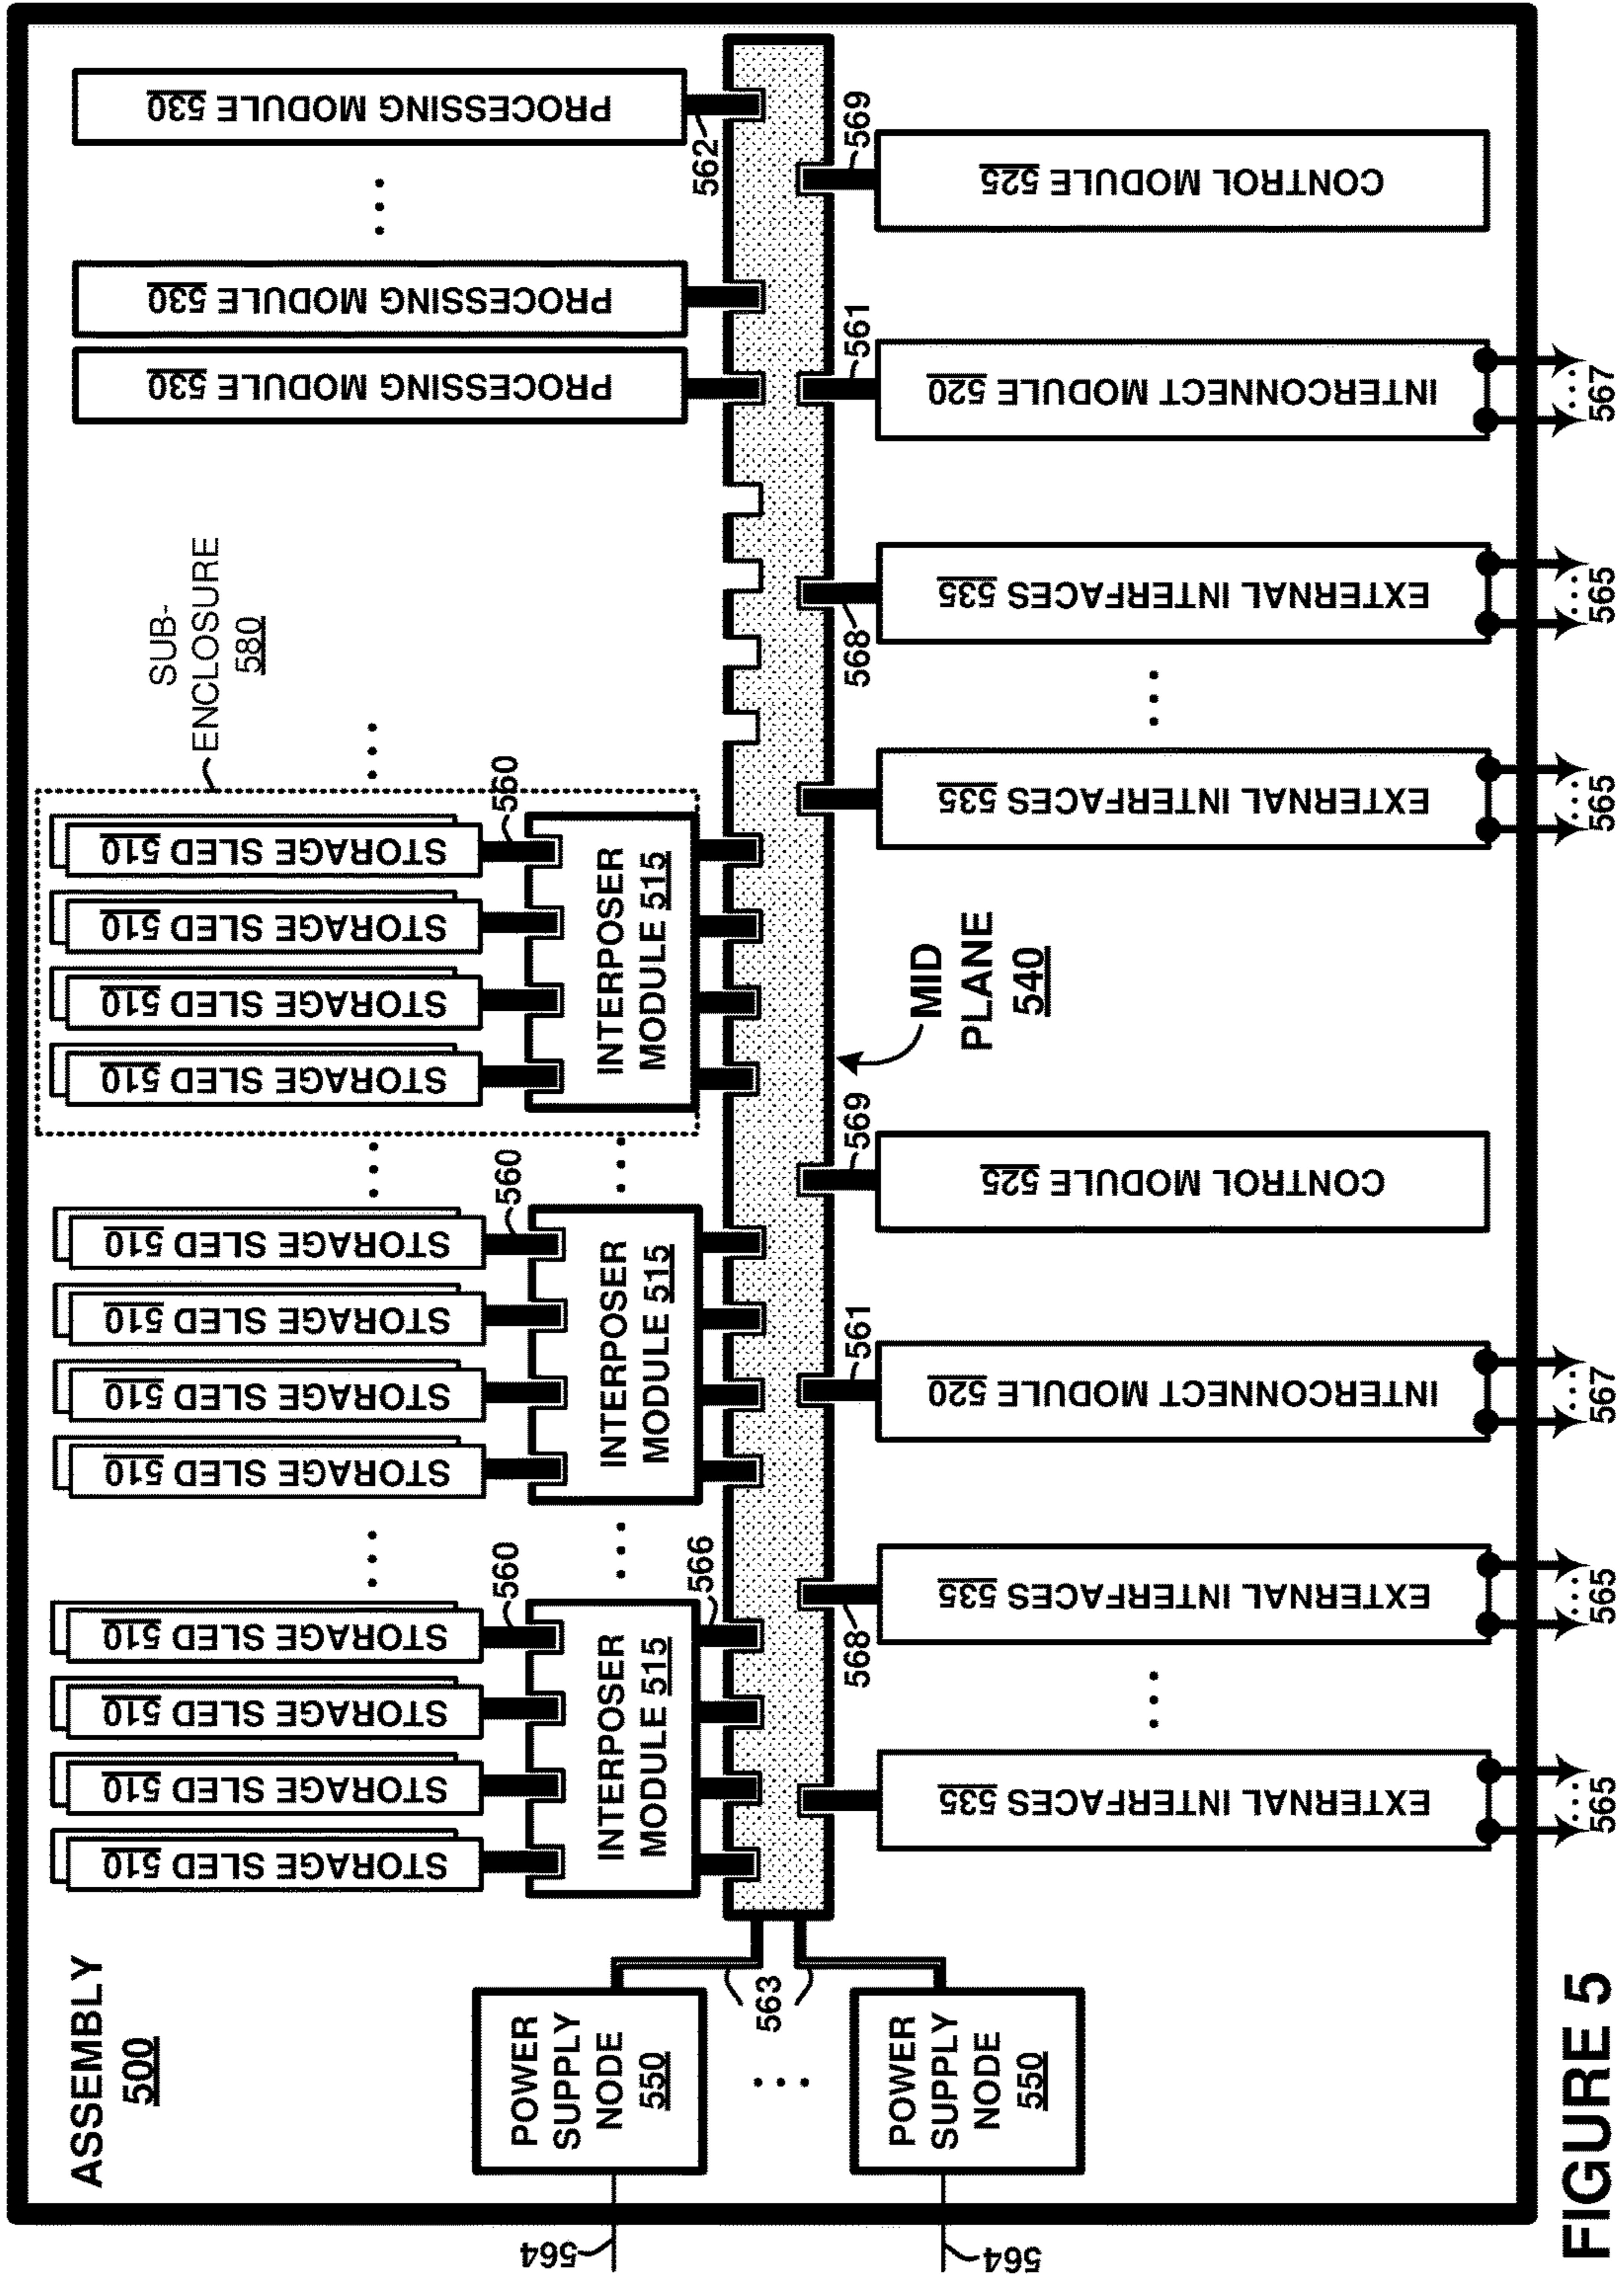 ASSEMBLY
500
STORAGE SLED 510
STORAGE SLED 510
STORAGE SLED 510
STORAGE SLED 510
STORAGE SLED 510
STORAGE SLED 510
STORAGE SLED 510
STORAGE SLED 510
STORAGE SLED 510
STORAGE SLED 510
STORAGE SLED 510
STORAGE SLED 510
SUB-
ENCLOSURE
580
PROCESSING MODULE 530
PROCESSING MODULE 530
PROCESSING MODULE 530
560
560
560
INTERPOSER
MODULE 515
INTERPOSER
MODULE 515
INTERPOSER
MODULE 515
566
562
564
POWER
SUPPLY
NODE
550
563
564
POWER
SUPPLY
NODE
550
568
561
569
568
561
569
MID
PLANE
540
EXTERNAL INTERFACES 535
EXTERNAL INTERFACES 535
INTERCONNECT MODULE 520
CONTROL MODULE 525
EXTERNAL INTERFACES 535
EXTERNAL INTERFACES 535
INTERCONNECT MODULE 520
CONTROL MODULE 525
565
565
567
565
565
567
FIGURE 5